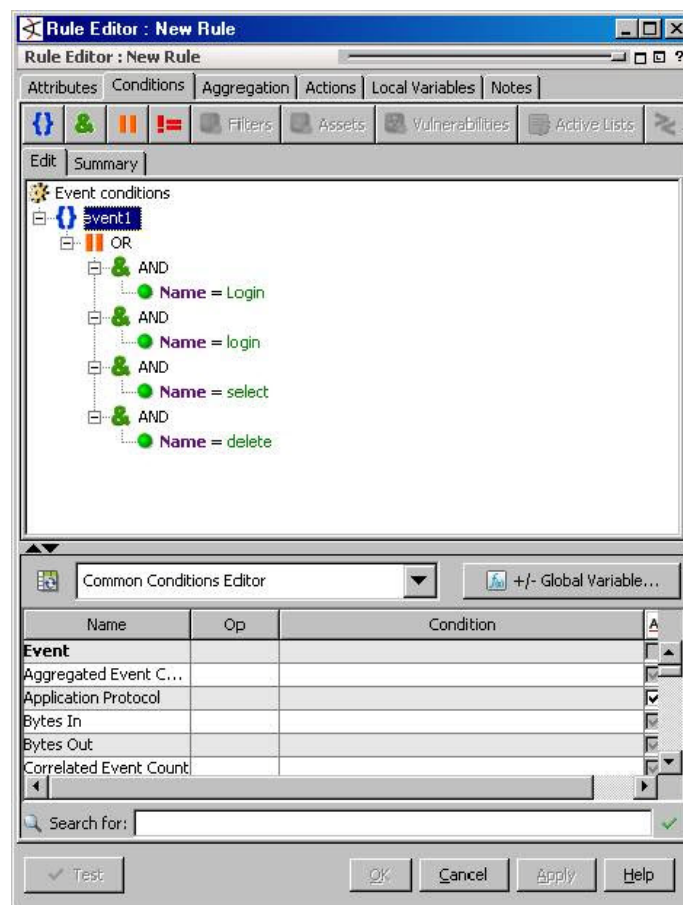 Rule Editor : New Rule
Rule Editor : New Rule ?
Attributes Conditions Aggregation Actions Local Variables Notes
{} & != Filters Assets Vulnerabilities Active Lists
Edit Summary
Event conditions
{} event1
OR
& AND
Name = Login
& AND
Name = login
& AND
Name = select
& AND
Name = delete
Common Conditions Editor +/- Global Variable...
Name Op Condition A
Event
Aggregated Event C...
Application Protocol
Bytes In
Bytes Out
Correlated Event Count
Search for:
Test OK Cancel Apply Help